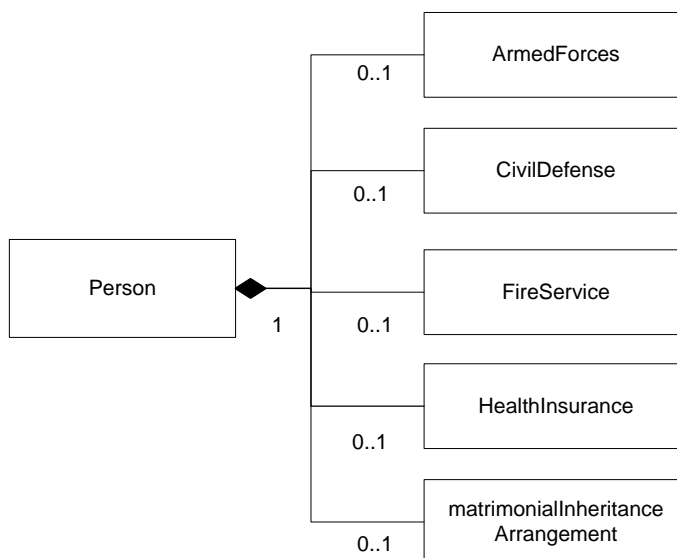 ArmedForces
0..1
CivilDefense
0..1
Person
1
FireService
0..1
HealthInsurance
0..1
matrimonialInheritance
Arrangement
0..1